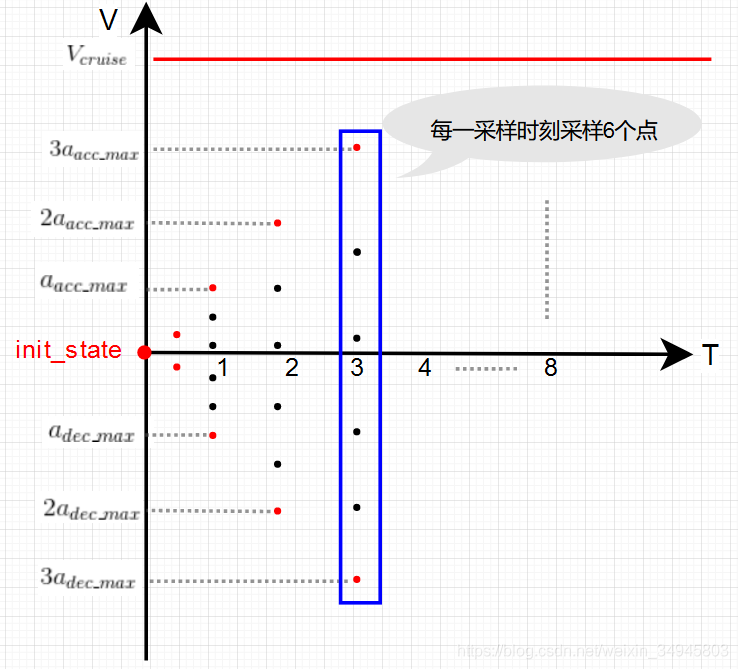 V
V_{cruise}
每一采样时刻采样6个点
3a_{acc\_max}
2a_{acc\_max}
a_{acc\_max}
init_state
T
1 2 3 4 8
a_{dec\_max}
2a_{dec\_max}
3a_{dec\_max}
https://blog.csdn.net/weixin_34945803